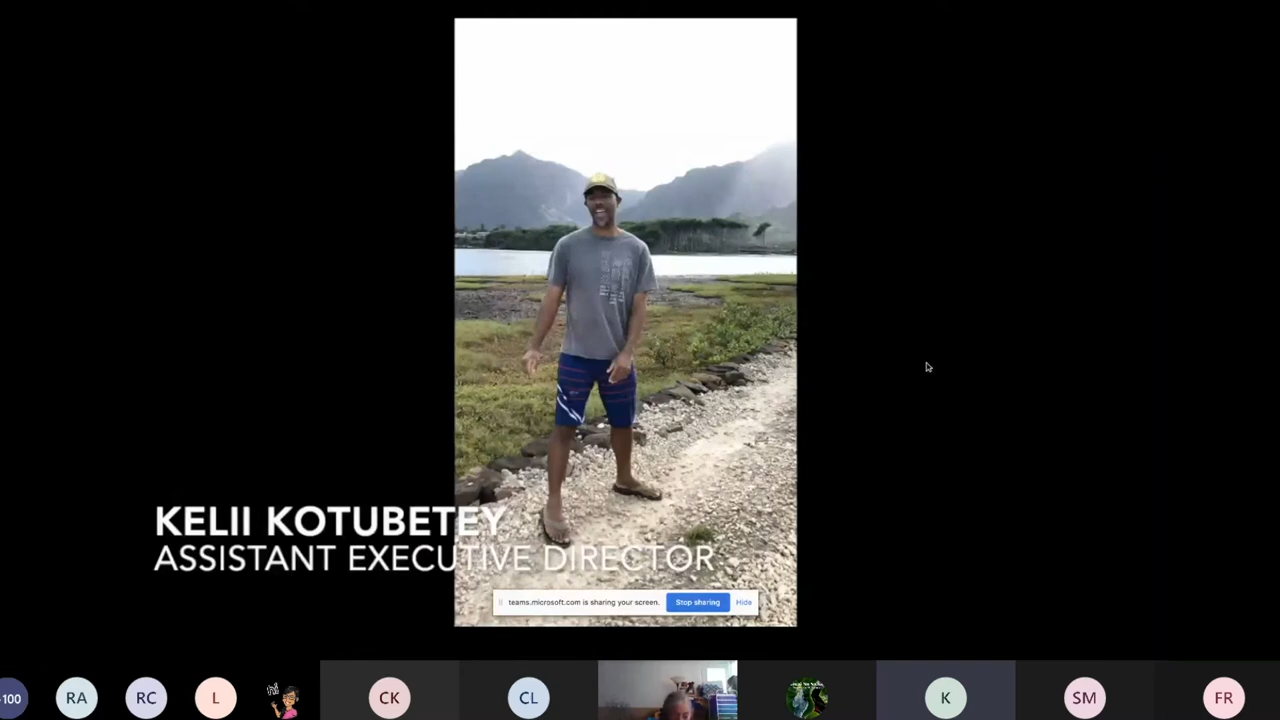 KELII KOTUBETEY
ASSISTANT EXECUTIVE DIRECTOR
teams.microsoft.com is sharing your screen. Stop sharing Hide
-100 RA RC L hi CK CL K SM FR